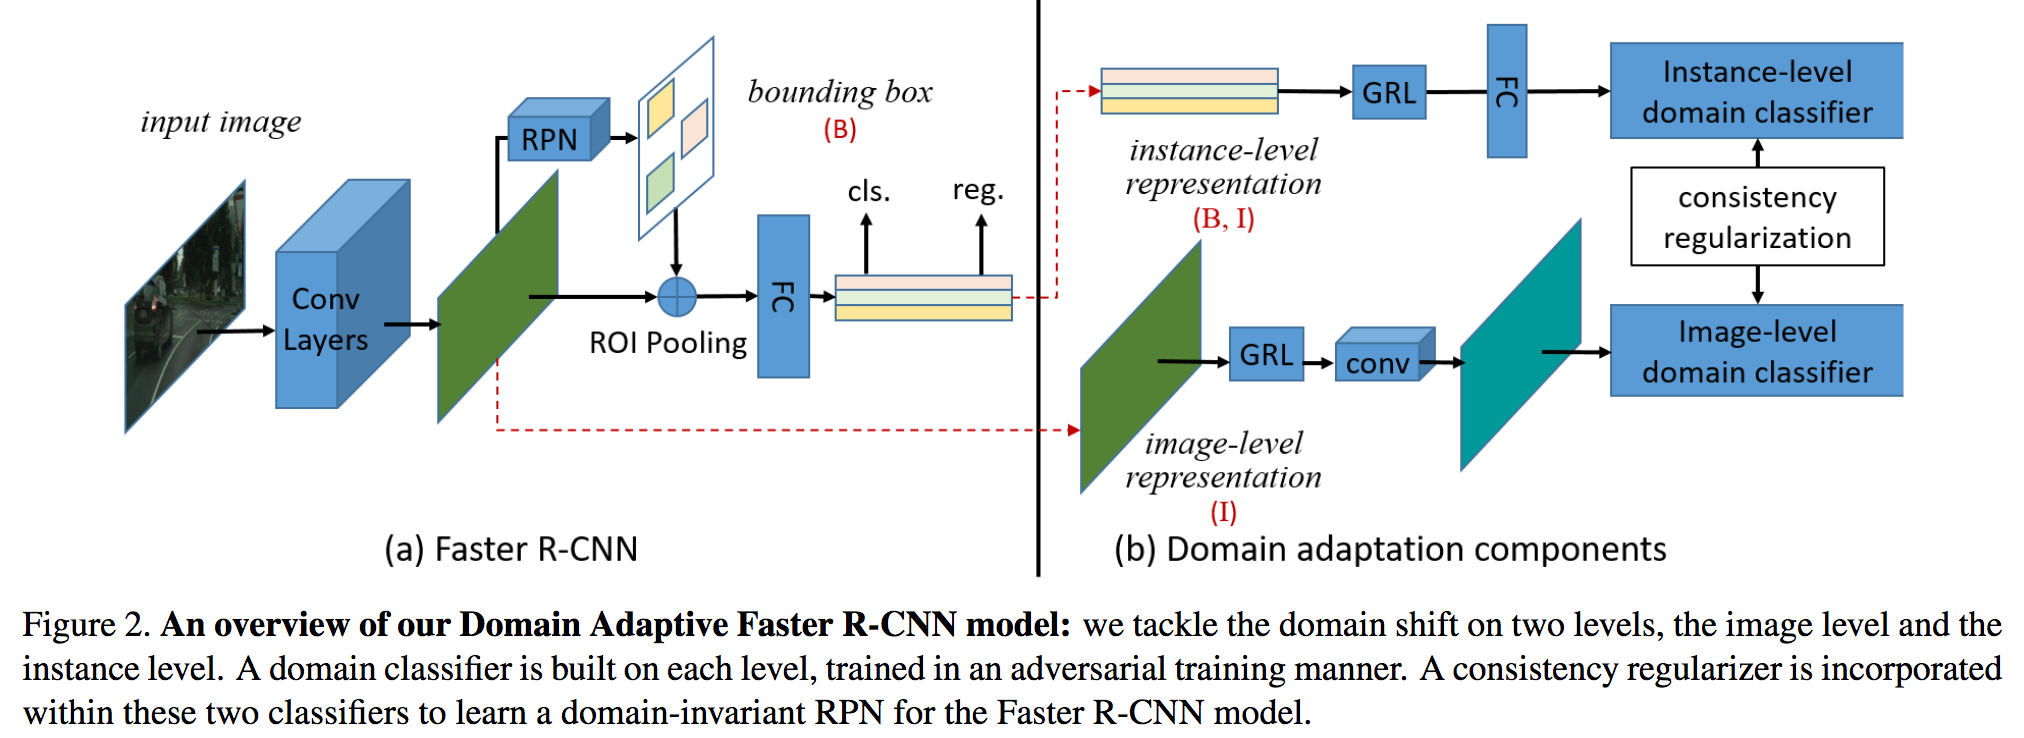 input image
Conv
Layers
RPN
bounding box
(B)
ROI Pooling
FC
cls.
reg.
(a) Faster R-CNN
instance-level
representation
(B, I)
GRL
FC
Instance-level
domain classifier
consistency
regularization
image-level
representation
(I)
GRL
conv
Image-level
domain classifier
(b) Domain adaptation components
Figure 2. An overview of our Domain Adaptive Faster R-CNN model: we tackle the domain shift on two levels, the image level and the
instance level. A domain classifier is built on each level, trained in an adversarial training manner. A consistency regularizer is incorporated
within these two classifiers to learn a domain-invariant RPN for the Faster R-CNN model.